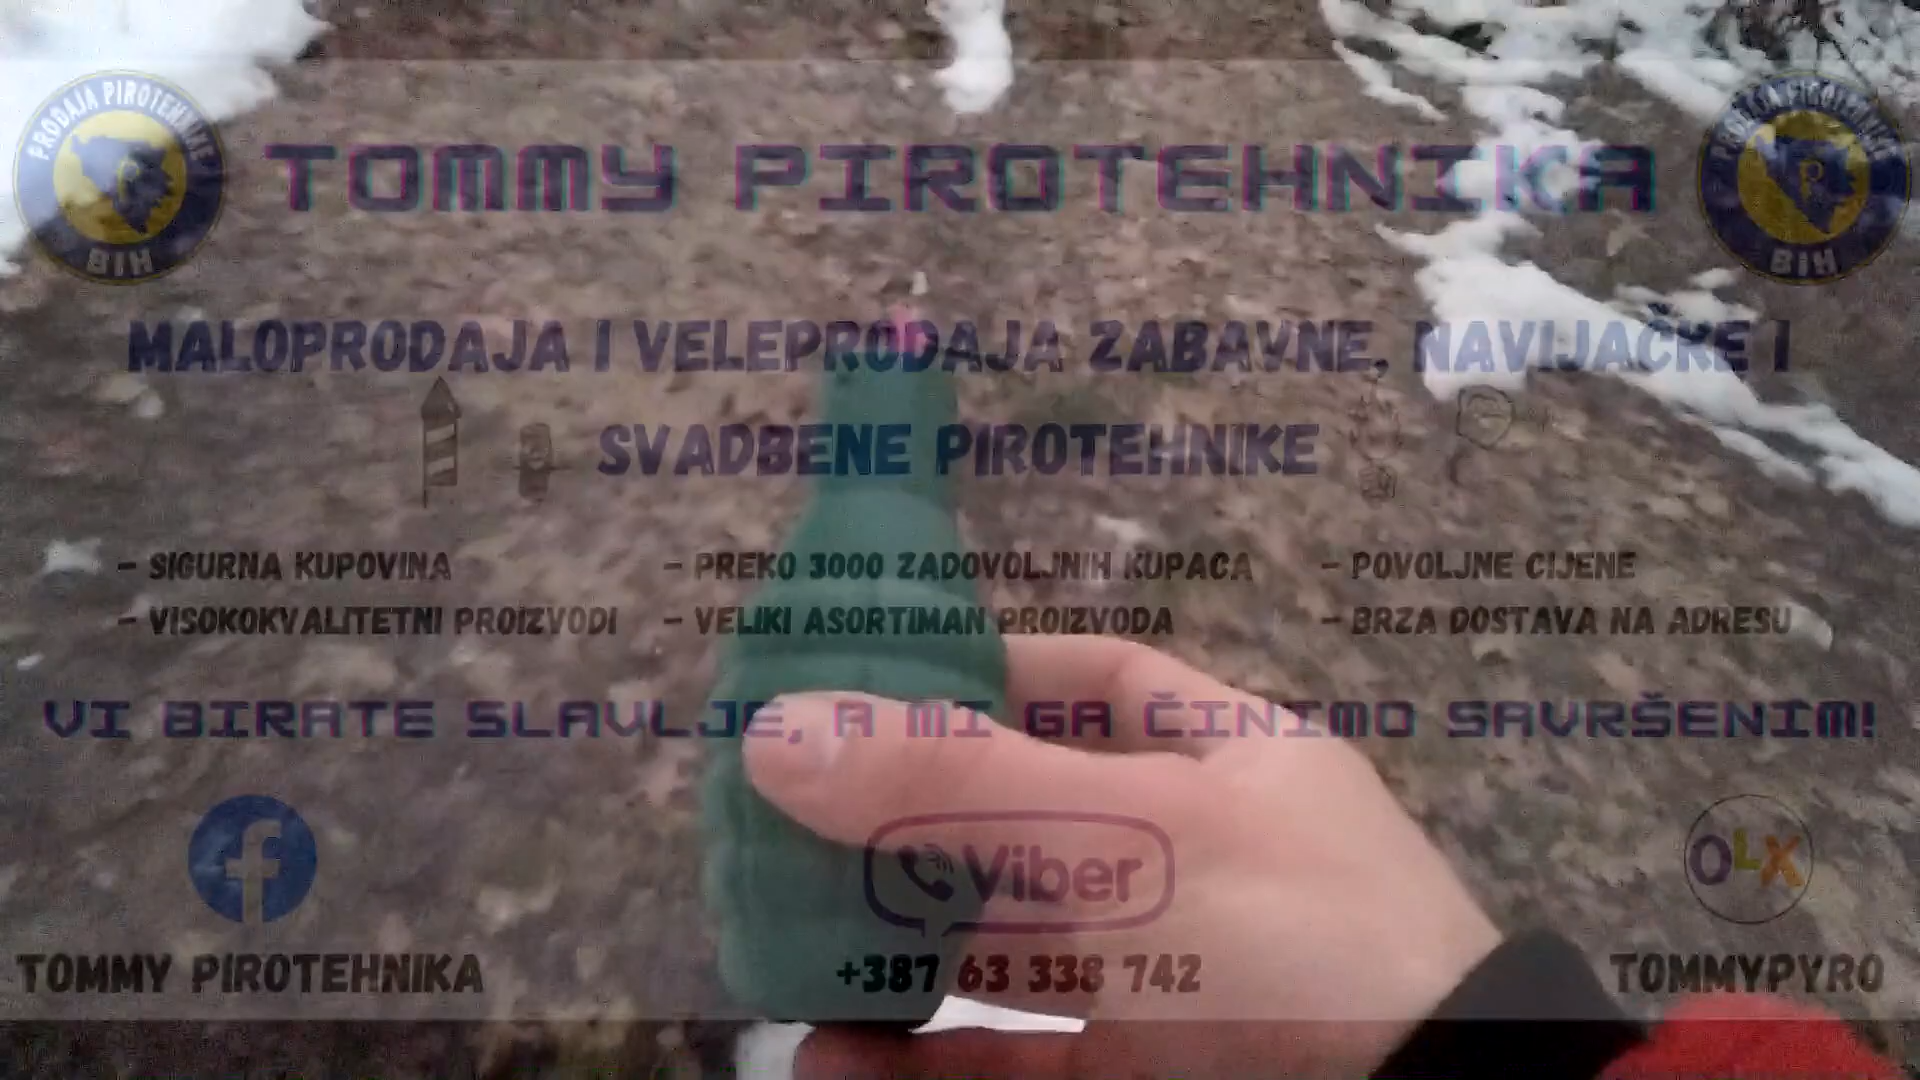 PRODAJA PIROTEHNIKE
BIH
TOMMY PIROTEHNIKA
PRODAJA PIROTEHNIKE
BIH
MALOPRODAJA I VELEPRODAJA ZABAVNE, NAVIJAČKE I
SVADBENE PIROTEHNIKE
- SIGURNA KUPOVINA - PREKO 3000 ZADOVOLJNIH KUPACA - POVOLJNE CIJENE
- VISOKOKVALITETNI PROIZVODI - VELIKI ASORTIMAN PROIZVODA - BRZA DOSTAVA NA ADRESU
VI BIRATE SLAVLJE, A MI GA ČINIMO SAVRŠENIM!
Viber
OLX
TOMMY PIROTEHNIKA +387 63 338 742 TOMMYPYRO